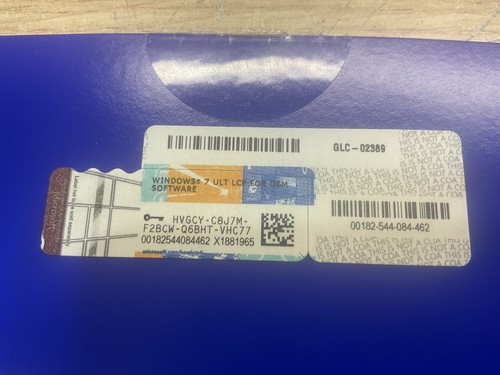 GLC-02389
WINDOWS® 7 ULT LCP FOR OEM
SOFTWARE
HVGCY-C8J7M-
F2BCW-Q6BHT-VHC77
00182544084462 X1881965
00182-544-084-462
NOT A COA THIS IS